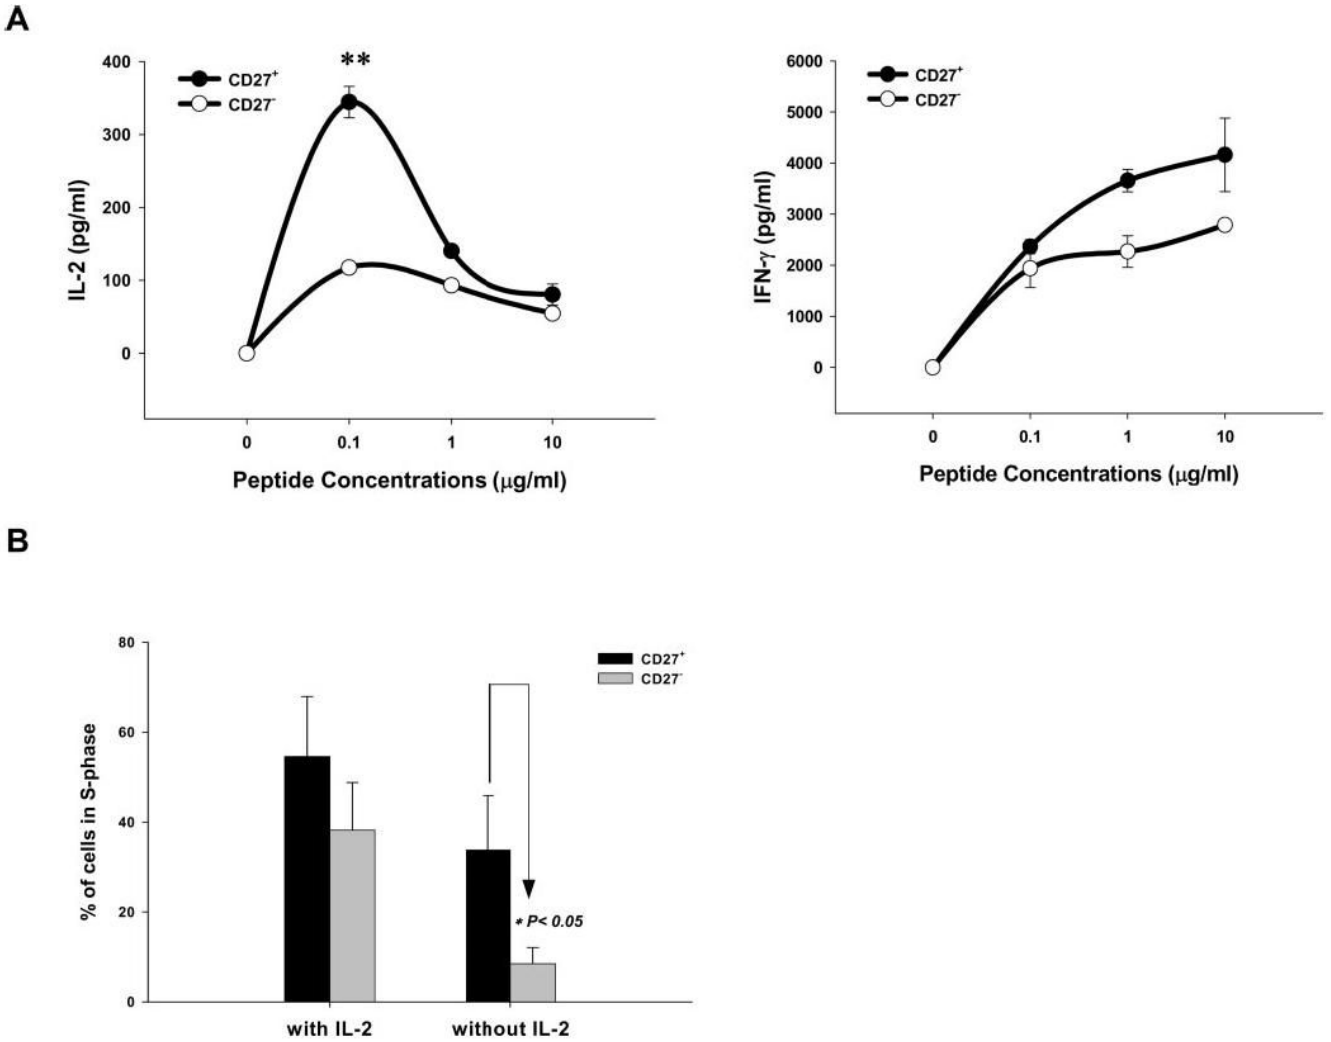 A
IL-2 (pg/ml)
400
300
200
100
0
**
CD27+
CD27-
0 0.1 1 10
Peptide Concentrations (μg/ml)
IFN-γ (pg/ml)
6000
5000
4000
3000
2000
1000
0
CD27+
CD27-
0 0.1 1 10
Peptide Concentrations (μg/ml)
B
% of cells in S-phase
80
60
40
20
0
CD27+
CD27-
* P< 0.05
with IL-2 without IL-2